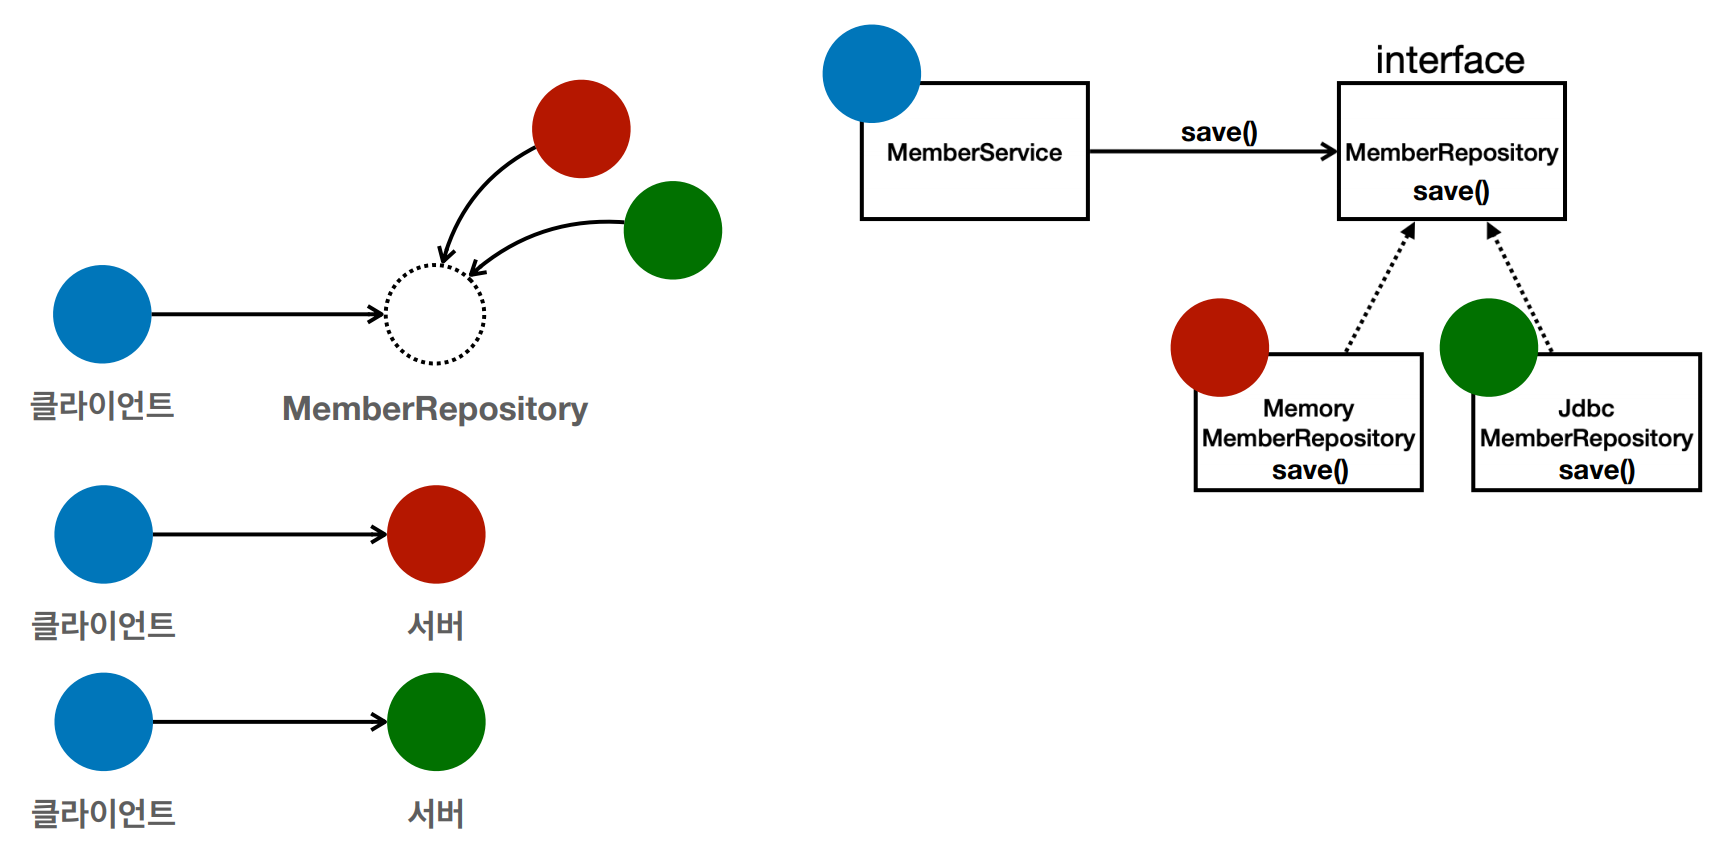 클라이언트
MemberRepository
클라이언트
서버
클라이언트
서버
interface
MemberService
save()
MemberRepository
save()
Memory
MemberRepository
save()
Jdbc
MemberRepository
save()